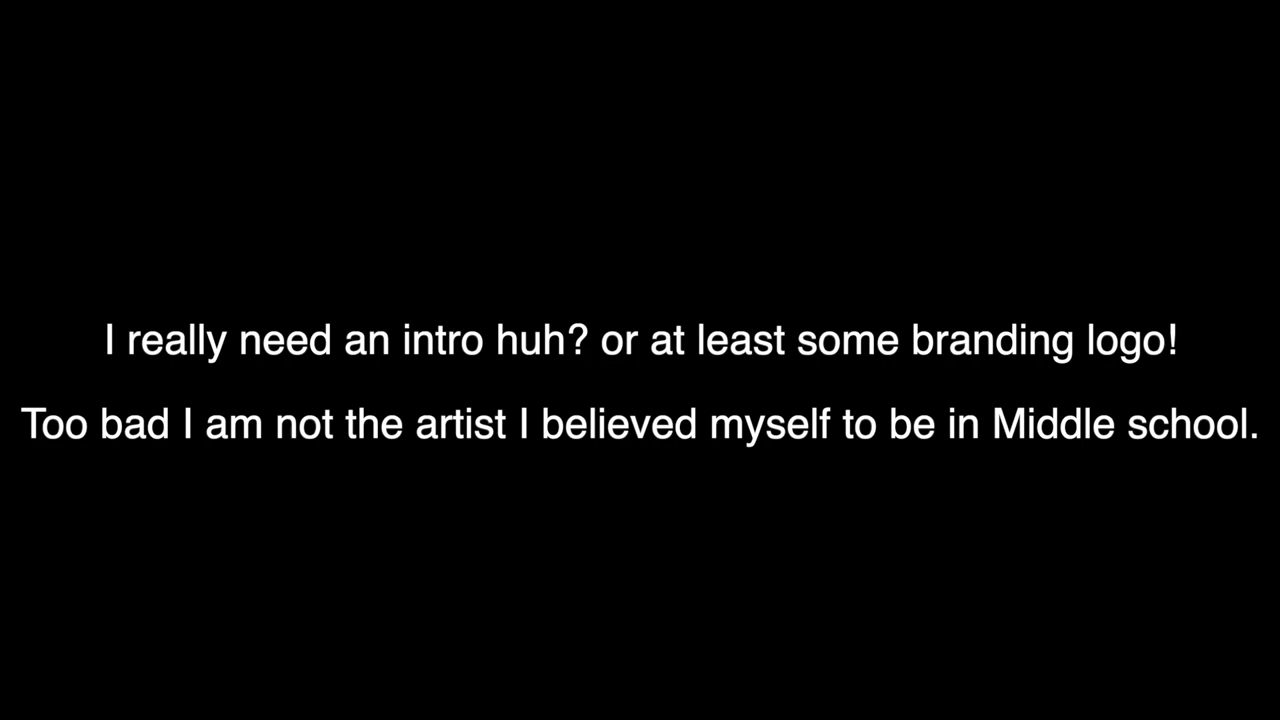 I really need an intro huh? or at least some branding logo!
Too bad I am not the artist I believed myself to be in Middle school.